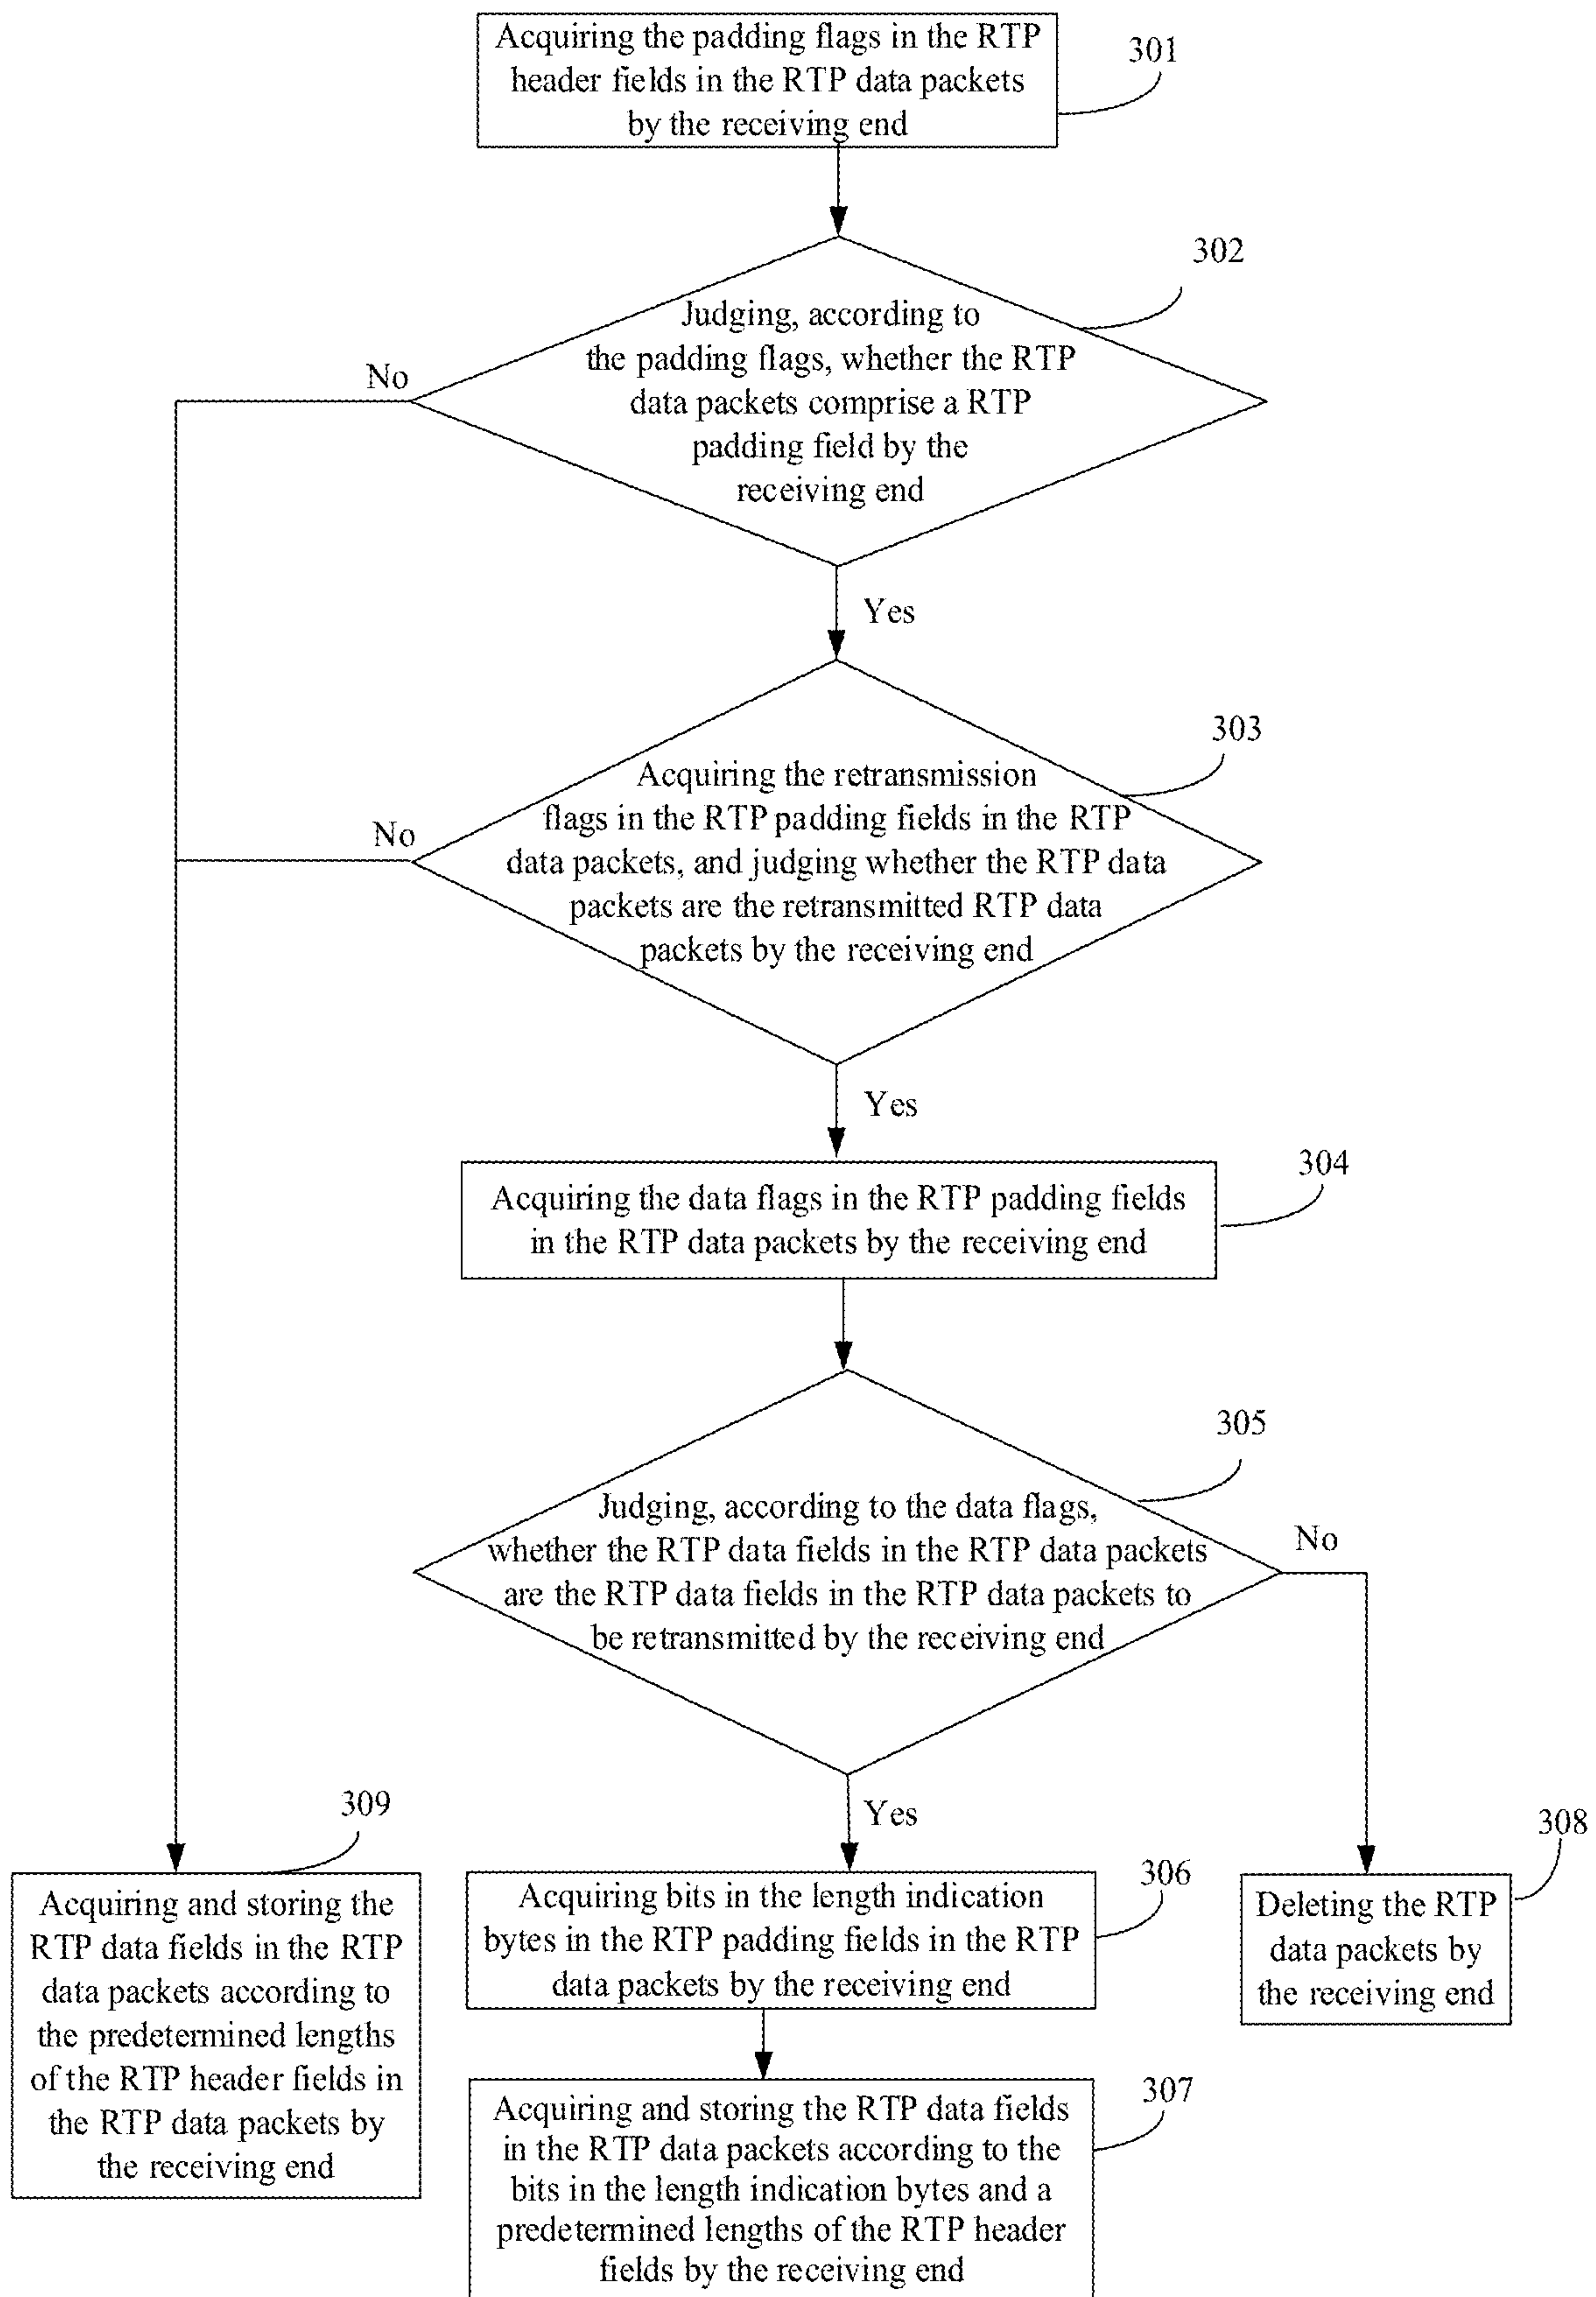 Acquiring the padding flags in the RTP
header fields in the RTP data packets
by the receiving end
301
302
Judging, according to
the padding flags, whether the RTP
data packets comprise a RTP
padding field by the
receiving end
No
Yes
303
Acquiring the retransmission
flags in the RTP padding fields in the RTP
data packets, and judging whether the RTP data
packets are the retransmitted RTP data
packets by the receiving end
No
Yes
304
Acquiring the data flags in the RTP padding fields
in the RTP data packets by the receiving end
305
Judging, according to the data flags,
whether the RTP data fields in the RTP data packets
are the RTP data fields in the RTP data packets to
be retransmitted by the receiving end
No
Yes
309
Acquiring and storing the
RTP data fields in the RTP
data packets according to
the predetermined lengths
of the RTP header fields in
the RTP data packets by
the receiving end
306
Acquiring bits in the length indication
bytes in the RTP padding fields in the RTP
data packets by the receiving end
308
Deleting the RTP
data packets by
the receiving end
307
Acquiring and storing the RTP data fields
in the RTP data packets according to the
bits in the length indication bytes and a
predetermined lengths of the RTP header
fields by the receiving end